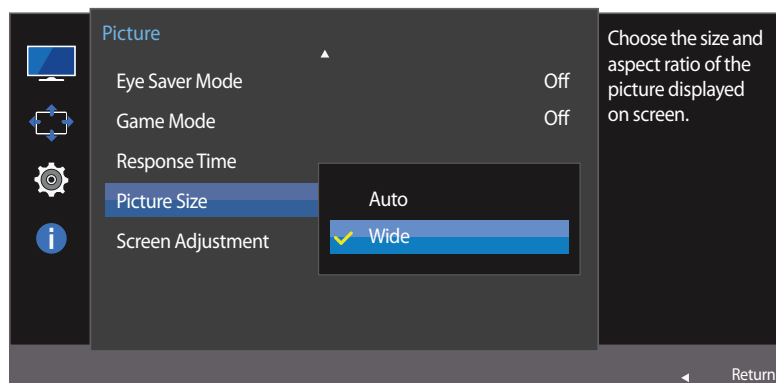 Picture
Eye Saver Mode Off
Game Mode Off
Response Time
Picture Size
Auto
Wide
Screen Adjustment
Choose the size and
aspect ratio of the
picture displayed
on screen.
Return